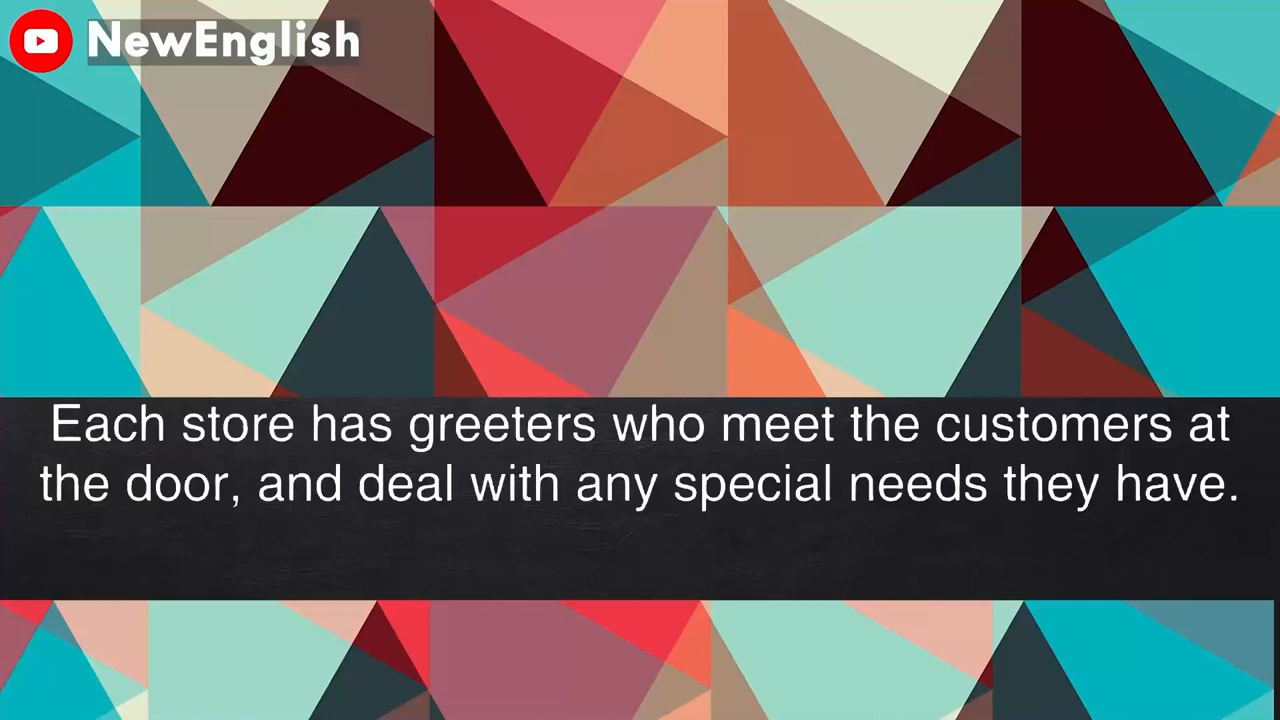 NewEnglish
Each store has greeters who meet the customers at
the door, and deal with any special needs they have.